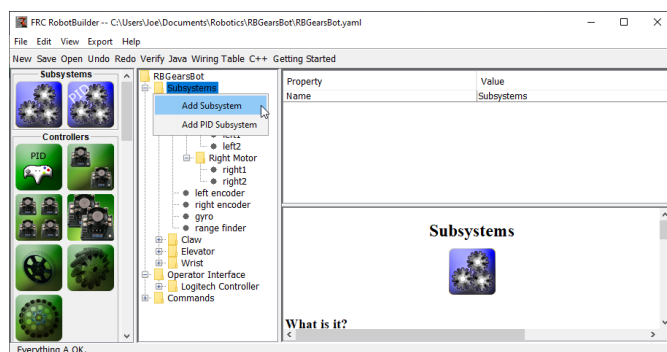 FRC RobotBuilder -- C:\Users\Joe\Documents\Robotics\RBGearsBot\RBGearsBot.yaml
File Edit View Export Help
New Save Open Undo Redo Verify Java Wiring Table C++ Getting Started
Subsystems
PID
Controllers
PID
RBGearsBot
Subsystems
Add Subsystem
Add PID Subsystem
left1
left2
Right Motor
right1
right2
left encoder
right encoder
gyro
range finder
Claw
Elevator
Wrist
Operator Interface
Logitech Controller
Commands
Property Value
Name Subsystems
Subsystems
What is it?
Everything A OK.